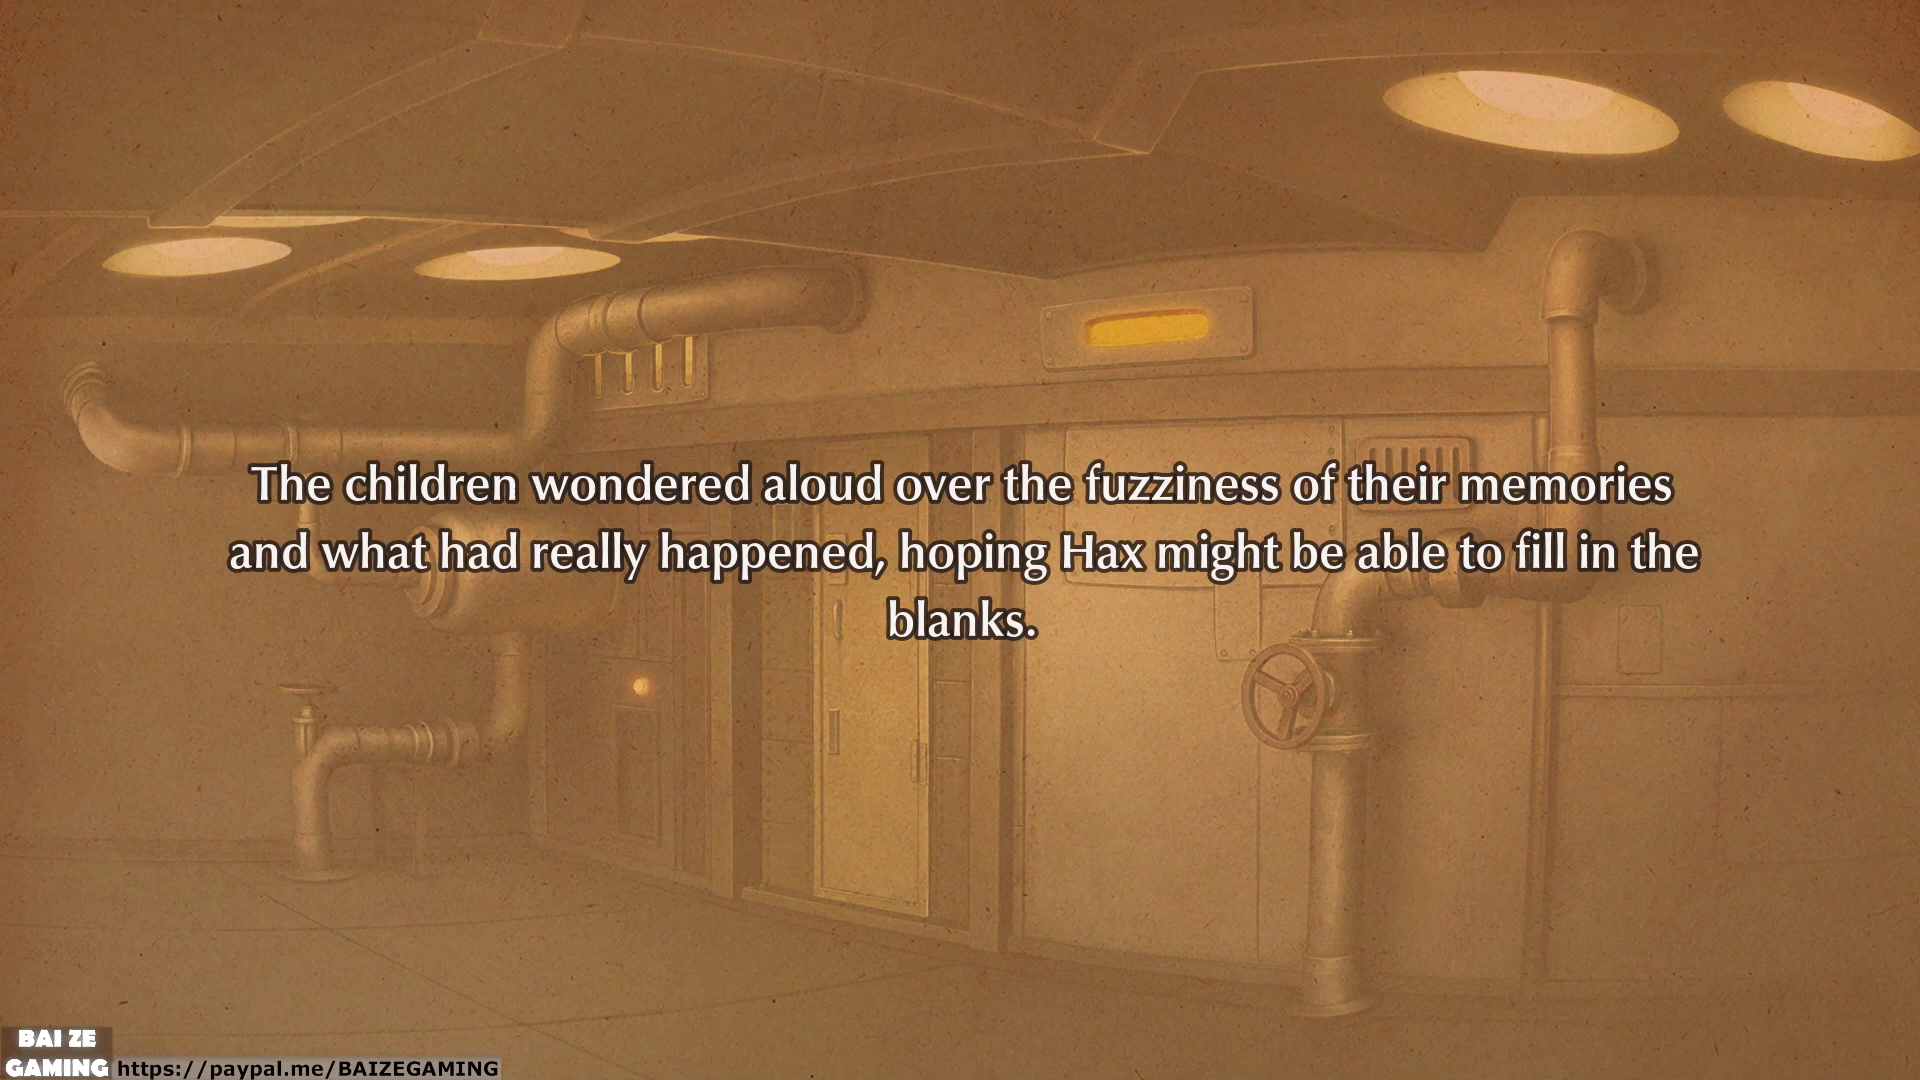 The children wondered aloud over the fuzziness of their memories
and what had really happened, hoping Hax might be able to fill in the
blanks.
BAI ZE
GAMING
https://paypal.me/BAIZEGAMING